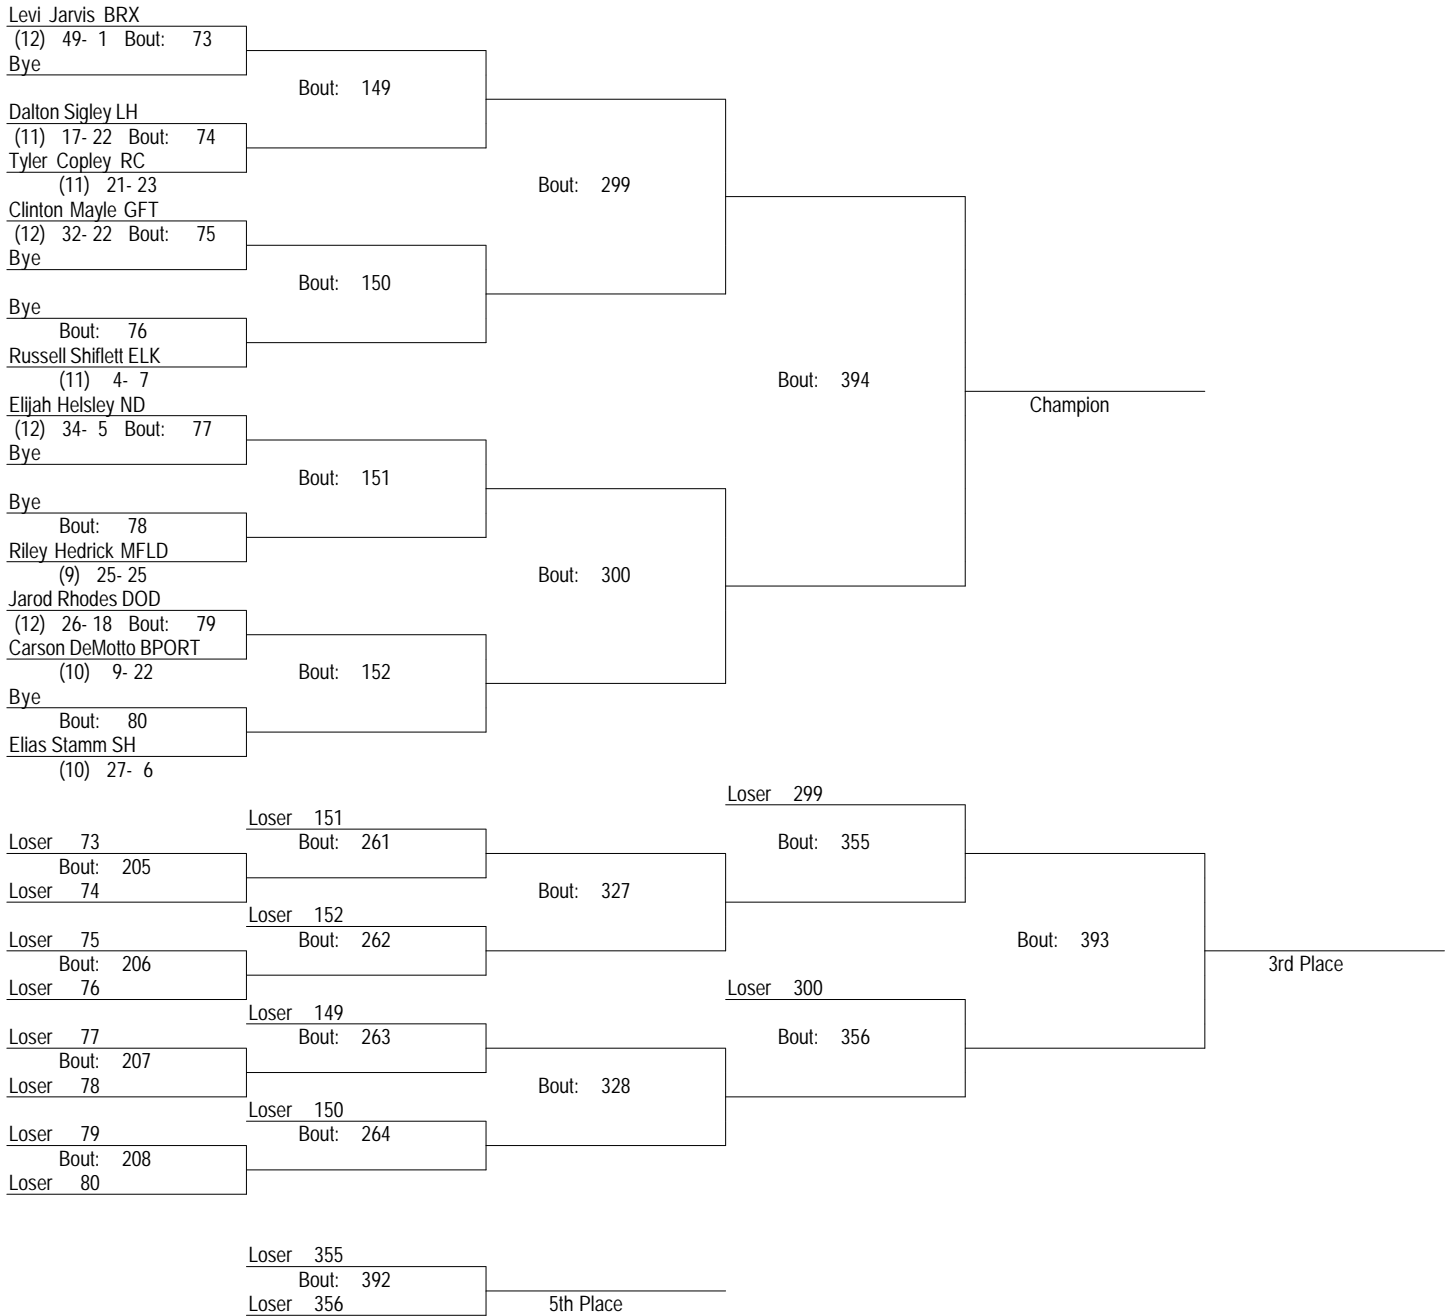 Levi Jarvis BRX
(12) 49- 1 Bout: 73
Bye
Bout: 149
Dalton Sigley LH
(11) 17- 22 Bout: 74
Tyler Copley RC
(11) 21- 23
Bout: 299
Clinton Mayle GFT
(12) 32- 22 Bout: 75
Bye
Bout: 150
Bye
Bout: 76
Russell Shiflett ELK
(11) 4- 7
Bout: 394
Champion
Elijah Helsley ND
(12) 34- 5 Bout: 77
Bye
Bout: 151
Bye
Bout: 78
Riley Hedrick MFLD
(9) 25- 25
Bout: 300
Jarod Rhodes DOD
(12) 26- 18 Bout: 79
Carson DeMotto BPORT
(10) 9- 22
Bout: 152
Bye
Bout: 80
Elias Stamm SH
(10) 27- 6
Loser 299
Loser 151
Loser 73
Bout: 261
Bout: 355
Bout: 205
Loser 74
Bout: 327
Loser 152
Loser 75
Bout: 262
Bout: 393
Bout: 206
3rd Place
Loser 76
Loser 300
Loser 149
Loser 77
Bout: 263
Bout: 356
Bout: 207
Loser 78
Bout: 328
Loser 150
Loser 79
Bout: 264
Bout: 208
Loser 80
Loser 355
Bout: 392
Loser 356
5th Place